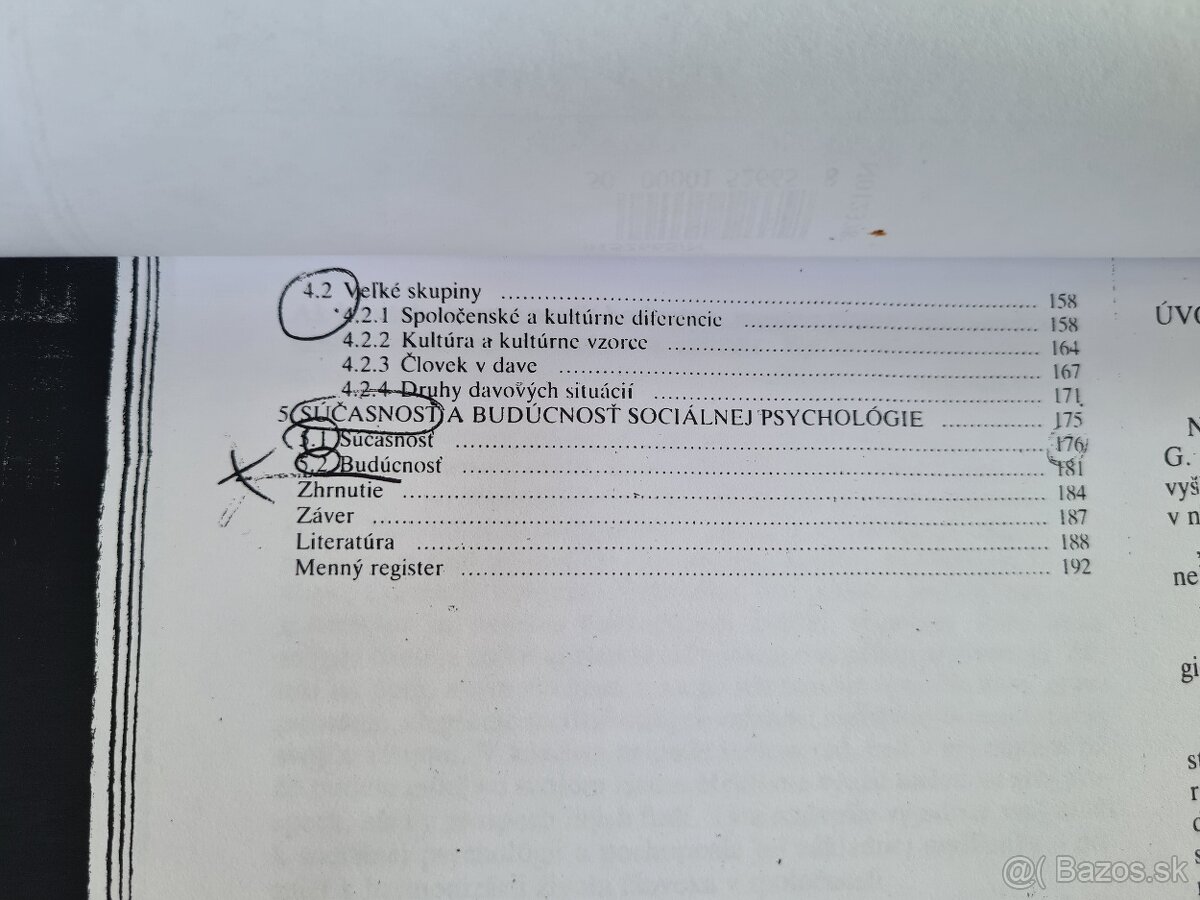 4.2 Veľké skupiny ........ 158
4.2.1 Spoločenské a kultúrne diferencie ........ 158
4.2.2 Kultúra a kultúrne vzorce ........ 164
4.2.3 Človek v dave ........ 167
4.2.4 Druhy davových situácií ........ 171
5 SÚČASNOSŤ A BUDÚCNOSŤ SOCIÁLNEJ PSYCHOLÓGIE ........ 175
5.1 Súčasnosť ........ 176
5.2 Budúcnosť ........ 181
Zhrnutie ........ 184
Záver ........ 187
Literatúra ........ 188
Menný register ........ 192
ÚVO
N
G.
vyš
v n
ne
gi
st
r
@( Bazos.sk